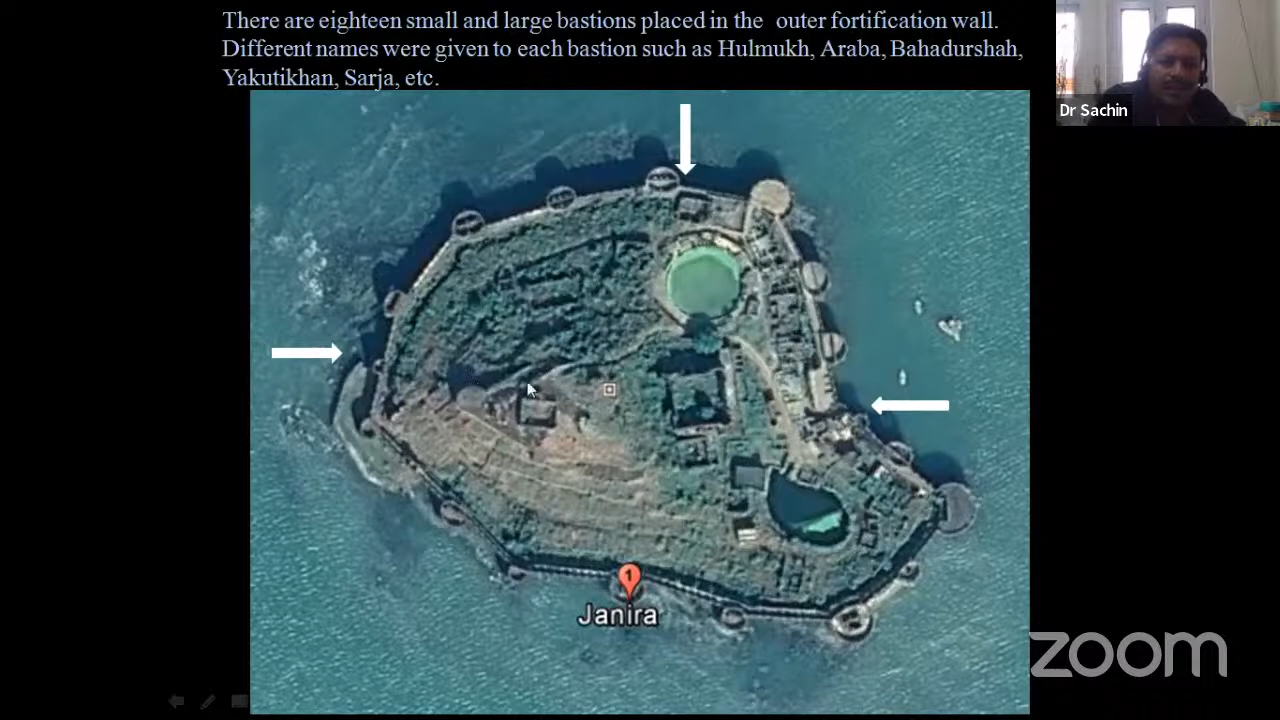 There are eighteen small and large bastions placed in the outer fortification wall.
Different names were given to each bastion such as Hulmukh, Araba, Bahadurshah,
Yakutikhan, Sarja, etc.
Dr Sachin
1
Janira
zoom